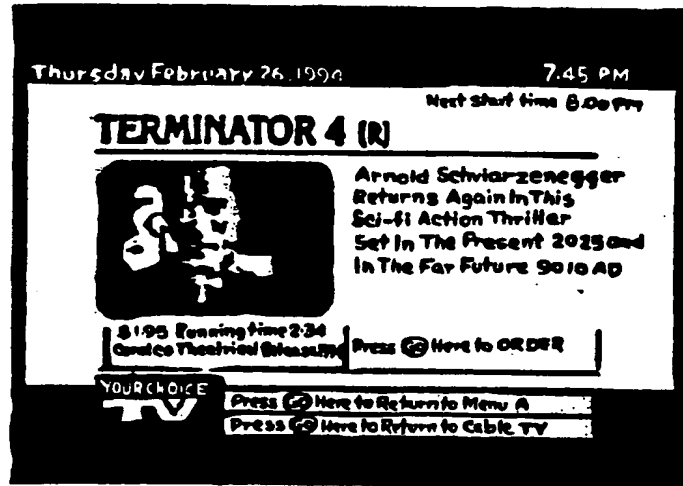 Thursday February 26, 1994
7.45 PM
Next start time 8.00 PM
TERMINATOR 4 [R]
Arnold Schwarzenegger
Returns Again In This
Sci-fi Action Thriller
Set In The Present 2025 and
In The Far Future 9010 AD
$1.95 Running time 2:34
Carolco Theatrical
Press GO Here to ORDER
YOUR CHOICE
TV
Press GO Here to Return to Menu A
Press GO Here to Return to Cable TV